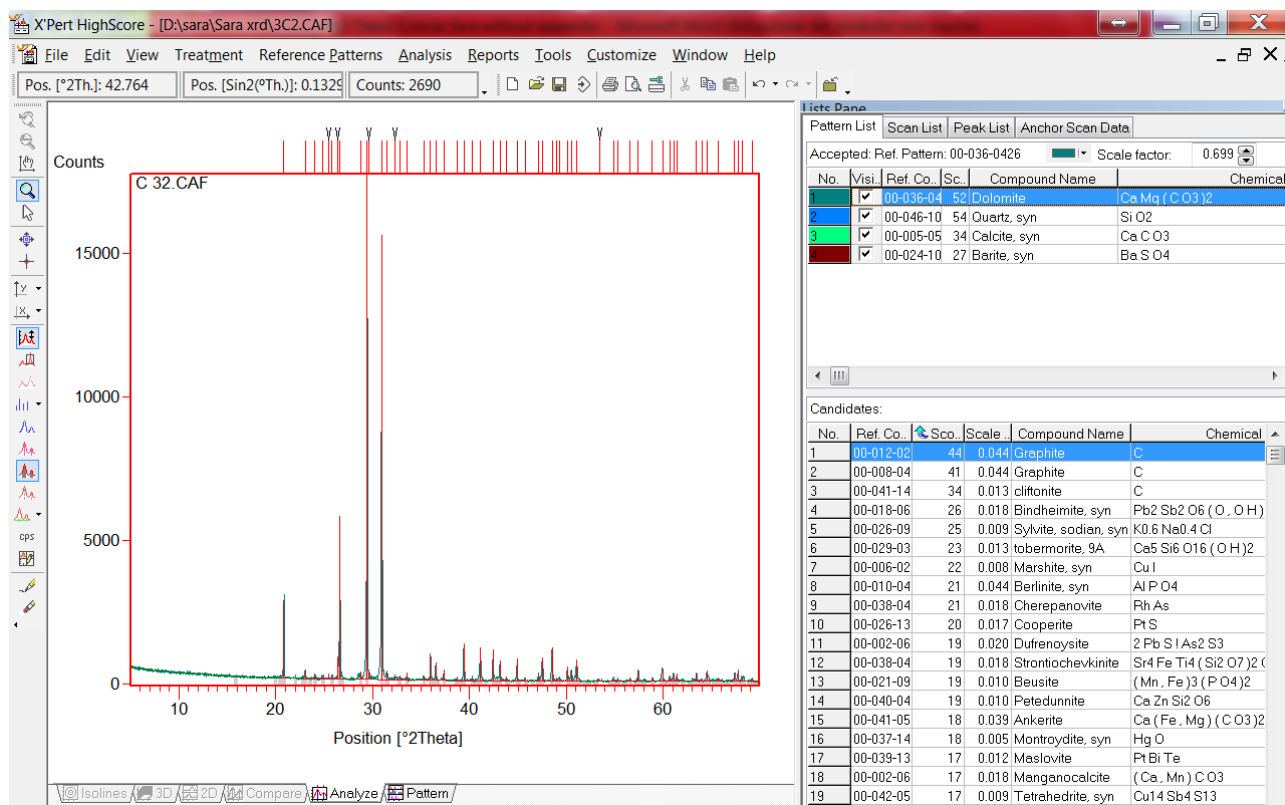 X'Pert HighScore - [D:\sara\Sara xrd\3C2.CAF]
File Edit View Treatment Reference Patterns Analysis Reports Tools Customize Window Help
Pos. [°2Th.]: 42.764 Pos. [Sin2(°Th.)]: 0.1329 Counts: 2690
Lists Pane
Pattern List Scan List Peak List Anchor Scan Data
Accepted: Ref. Pattern: 00-036-0426 Scale factor: 0.699
No. Visi.. Ref. Co.. Sc.. Compound Name Chemical
1 00-036-04 52 Dolomite Ca Mg ( C O3 )2
2 00-046-10 54 Quartz, syn Si O2
3 00-005-05 34 Calcite, syn Ca C O3
4 00-024-10 27 Barite, syn Ba S O4
Counts
C 32.CAF
15000
10000
5000
0
10 20 30 40 50 60
Position [°2Theta]
Candidates:
No. Ref. Co.. Sco.. Scale .. Compound Name Chemical
1 00-012-02 44 0.044 Graphite C
2 00-008-04 41 0.044 Graphite C
3 00-041-14 34 0.013 cliftonite C
4 00-018-06 26 0.018 Bindheimite, syn Pb2 Sb2 O6 ( O , O H )
5 00-026-09 25 0.009 Sylvite, sodian, syn K0.6 Na0.4 Cl
6 00-029-03 23 0.013 tobermorite, 9A Ca5 Si6 O16 ( O H )2
7 00-006-02 22 0.008 Marshite, syn Cu I
8 00-010-04 21 0.044 Berlinite, syn Al P O4
9 00-038-04 21 0.018 Cherepanovite Rh As
10 00-026-13 20 0.017 Cooperite Pt S
11 00-002-06 19 0.020 Dufrenoysite 2 Pb S ! As2 S3
12 00-038-04 19 0.018 Strontiochevkinite Sr4 Fe Ti4 ( Si2 O7 )2 (
13 00-021-09 19 0.010 Beusite ( Mn , Fe )3 ( P O4 )2
14 00-040-04 19 0.010 Petedunnite Ca Zn Si2 O6
15 00-041-05 18 0.039 Ankerite Ca ( Fe , Mg ) ( C O3 )2
16 00-037-14 18 0.005 Montroydite, syn Hg O
17 00-039-13 17 0.012 Maslovite Pt Bi Te
18 00-002-06 17 0.018 Manganocalcite ( Ca , Mn ) C O3
19 00-042-05 17 0.009 Tetrahedrite, syn Cu14 Sb4 S13
cps
Isolines 3D 2D Compare Analyze Pattern